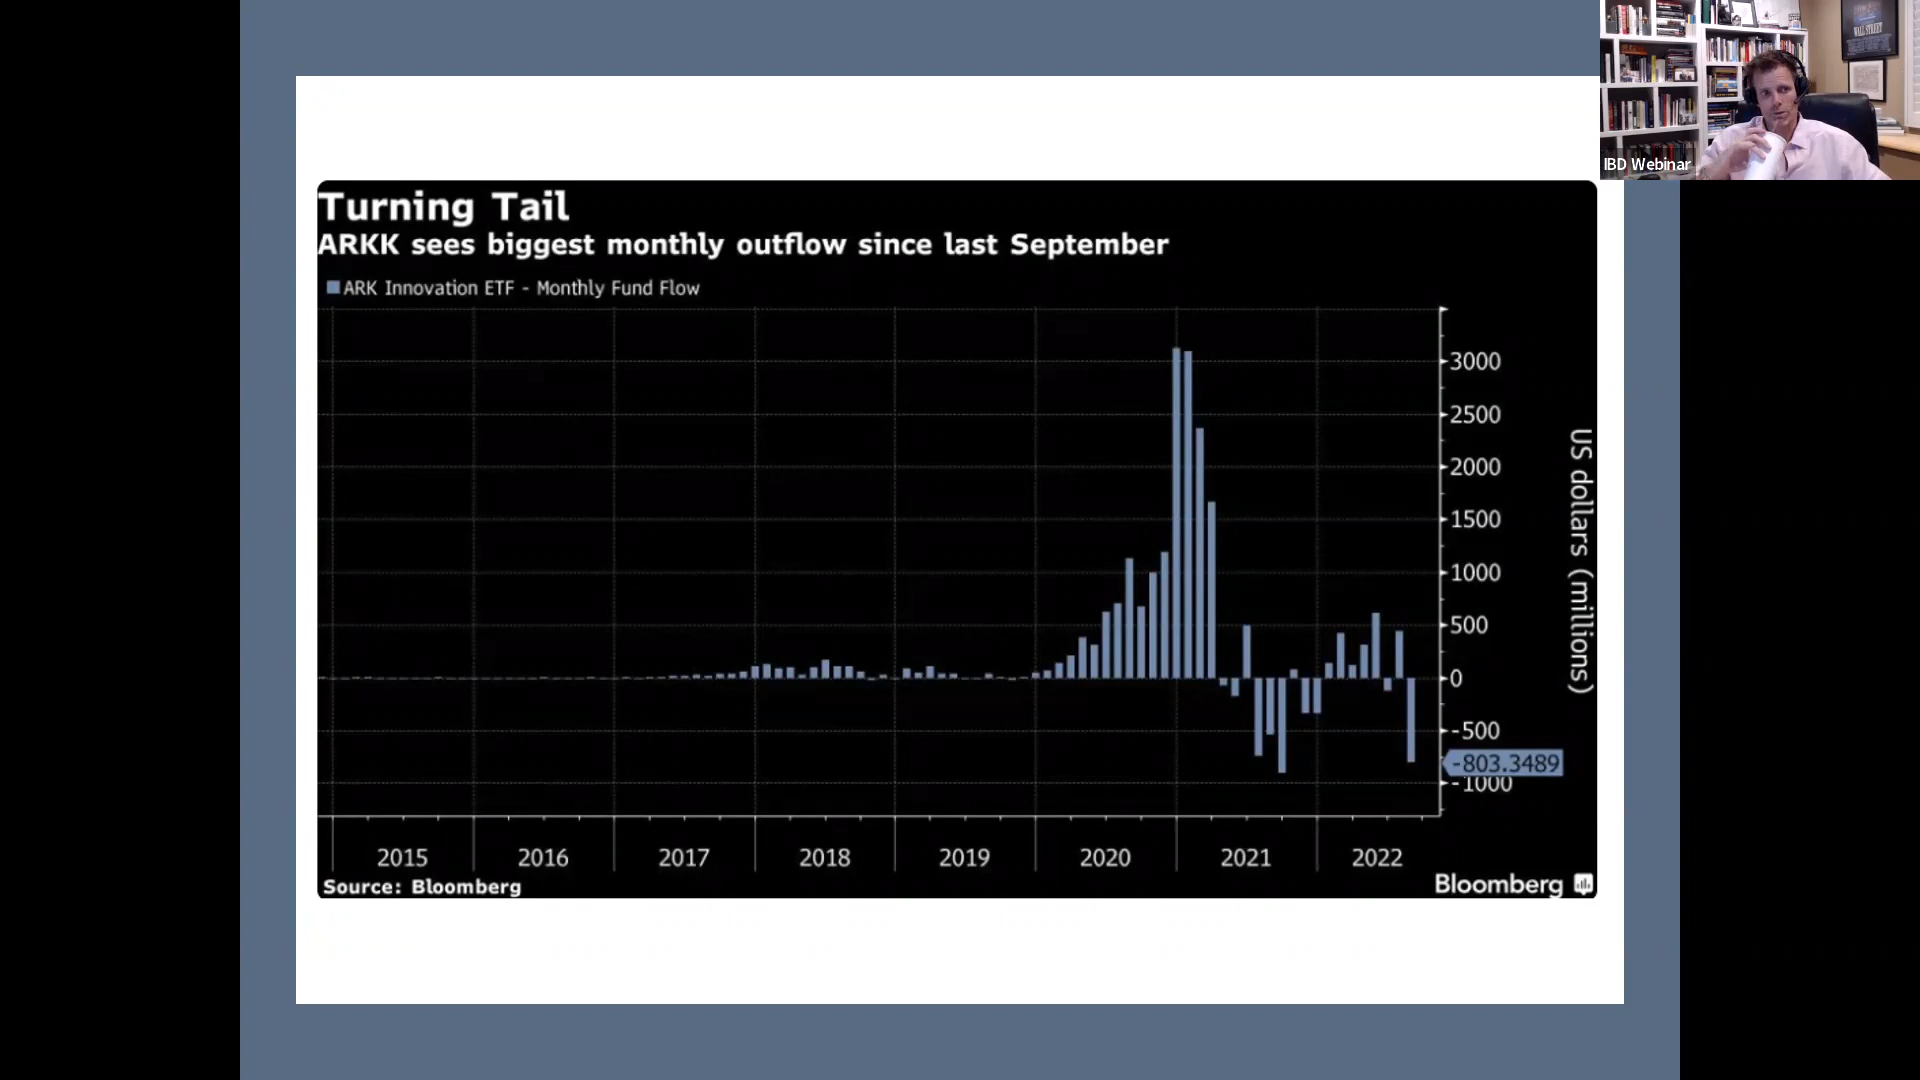 WALL STREET
IBD Webinar
Turning Tail
ARKK sees biggest monthly outflow since last September
ARK Innovation ETF - Monthly Fund Flow
3000
2500
2000
1500
1000
500
0
-500
-803.3489
-1000
US dollars (millions)
2015 2016 2017 2018 2019 2020 2021 2022
Source: Bloomberg
Bloomberg